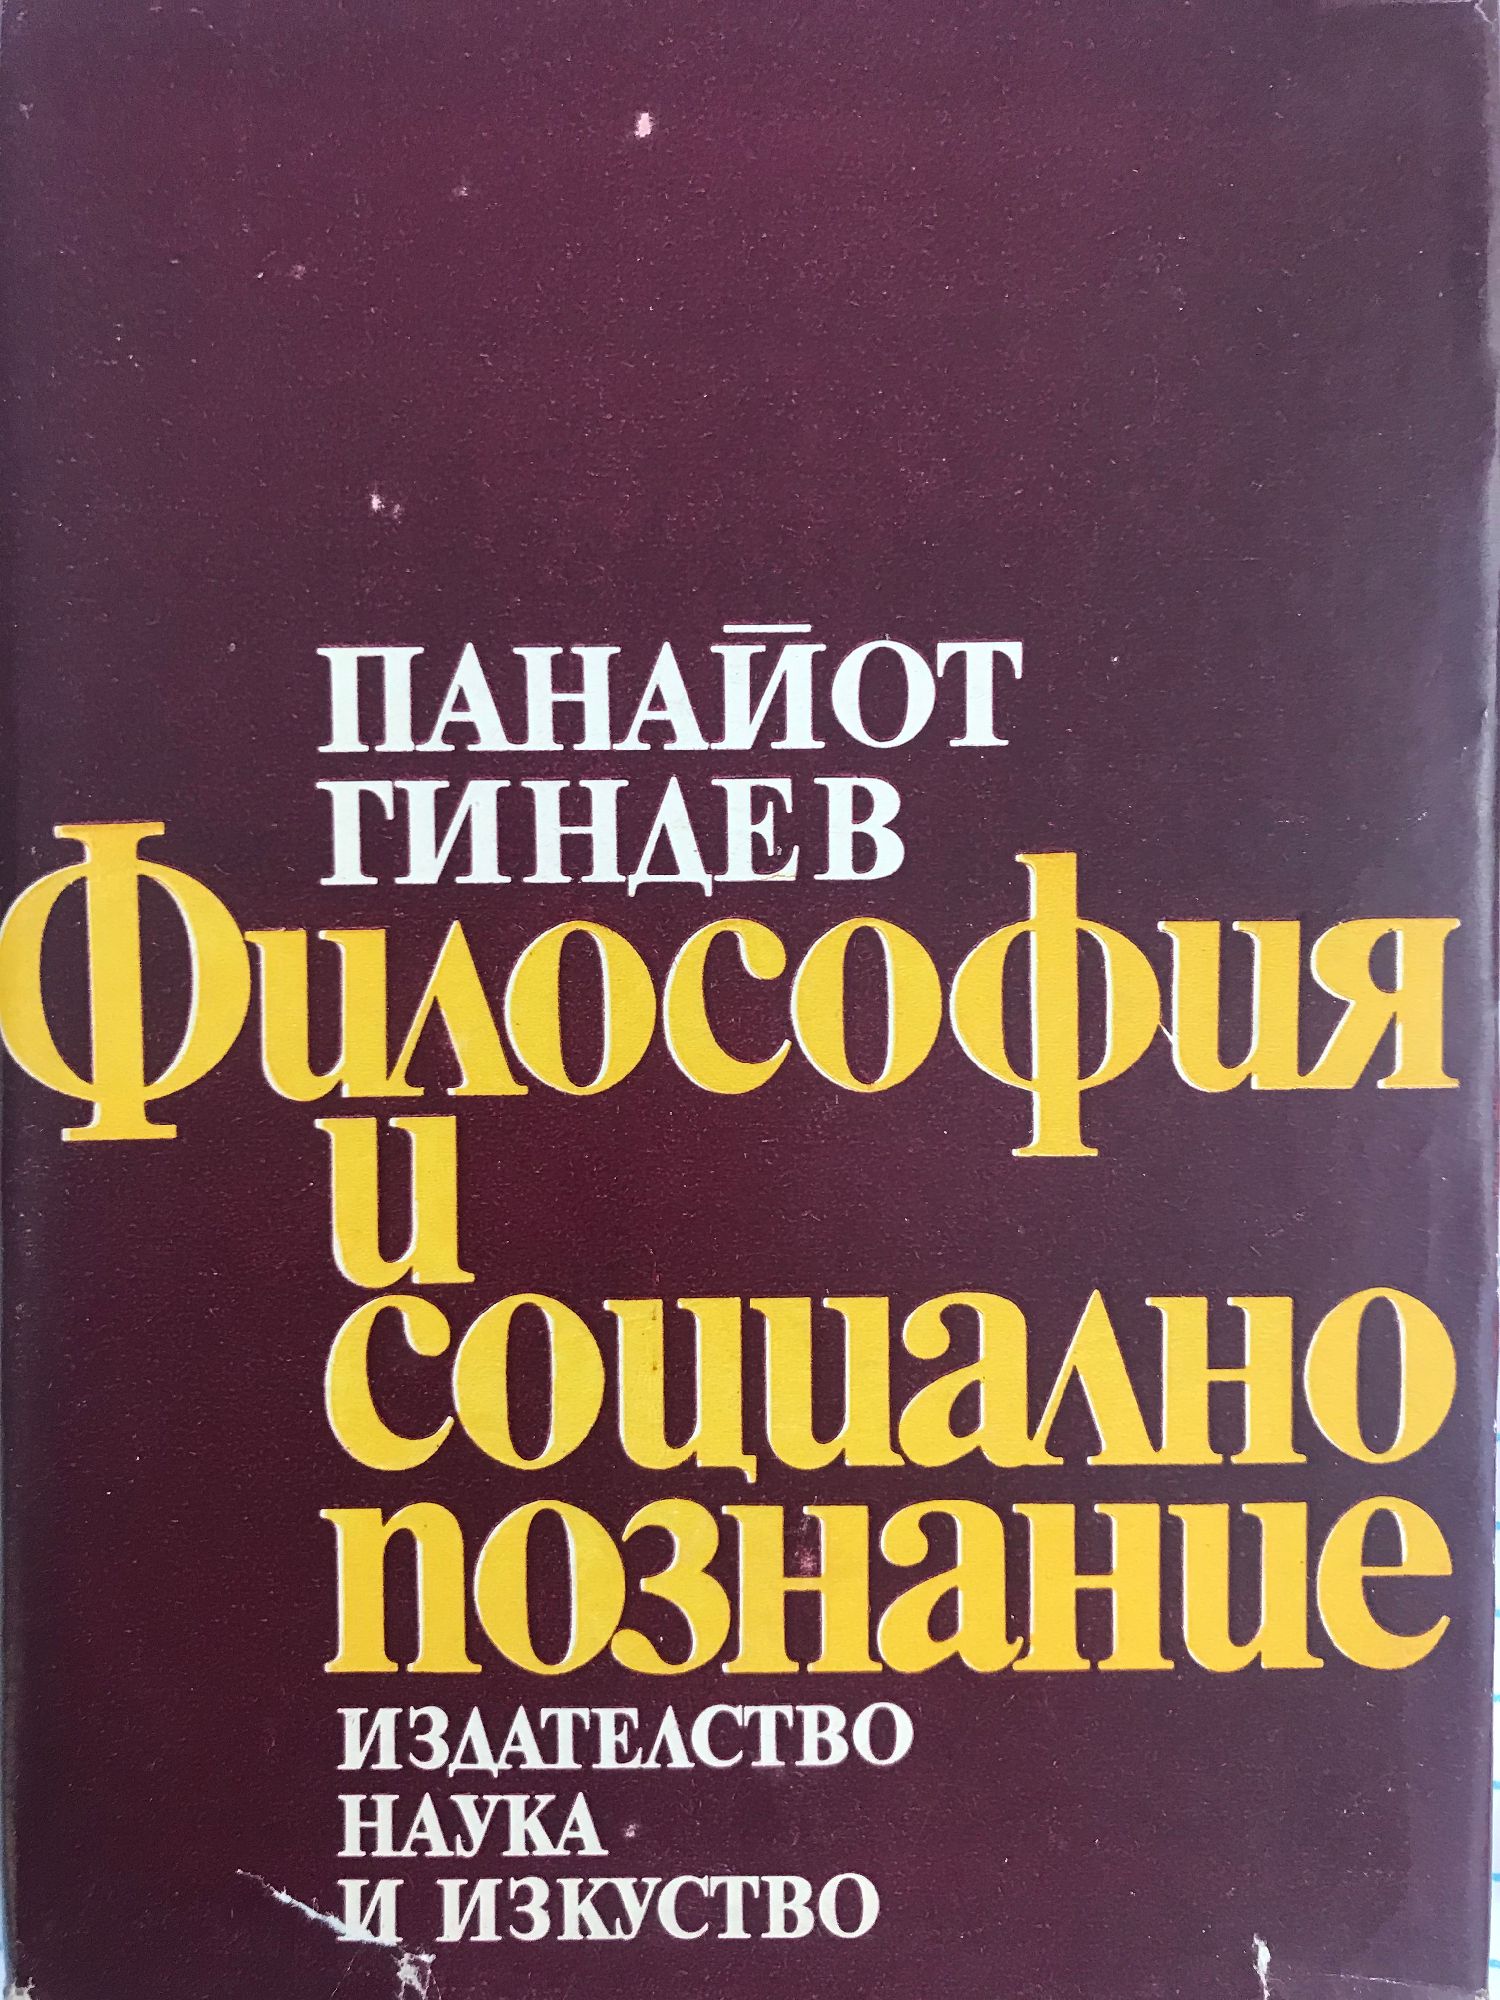 ПАНАЙОТ
ГИНДЕВ
Философия
и
социално
познание
ИЗДАТЕЛСТВО
НАУКА
И ИЗКУСТВО